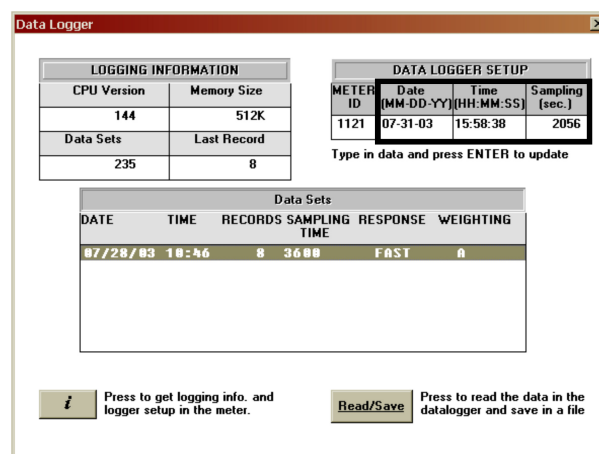 Data Logger
LOGGING INFORMATION
CPU Version Memory Size
144 512K
Data Sets Last Record
235 8
DATA LOGGER SETUP
METER ID Date (MM-DD-YY) Time (HH:MM:SS) Sampling (sec.)
1121 07-31-03 15:58:38 2056
Type in data and press ENTER to update
Data Sets
DATE TIME RECORDS SAMPLING TIME RESPONSE WEIGHTING
07/28/03 10:46 8 3600 FAST A
i
Press to get logging info. and
logger setup in the meter.
Read/Save
Press to read the data in the
datalogger and save in a file